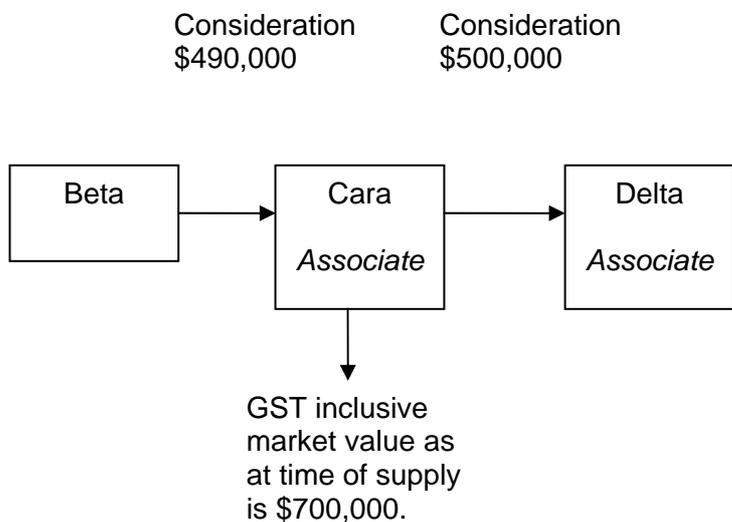 Consideration
$490,000
Consideration
$500,000
Beta
Cara
Associate
Delta
Associate
GST inclusive
market value as
at time of supply
is $700,000.